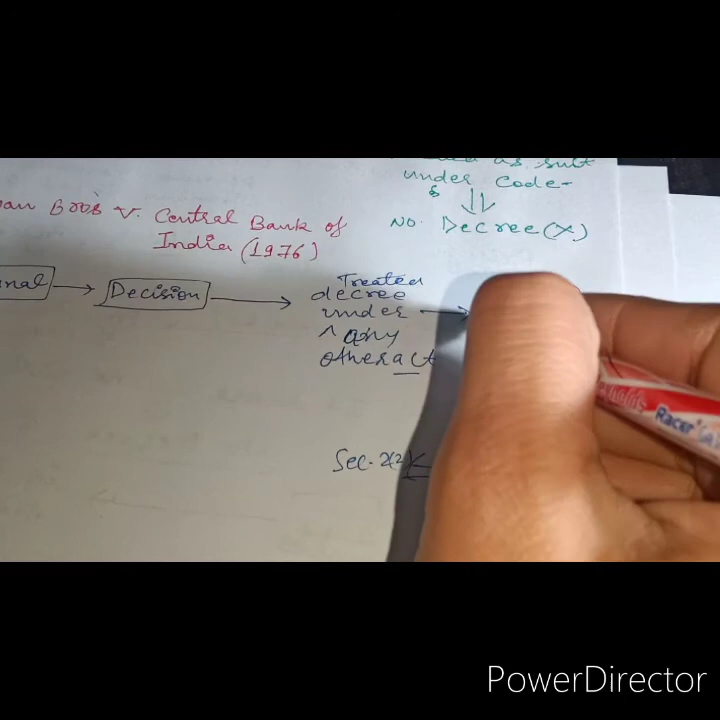 as suit
under Code-
NO. Decree (X)
Bros v. Central Bank of
India (1976)
Decision
Treated
decree
under
^ any
other act
Sec. 2(2)
Racer
PowerDirector